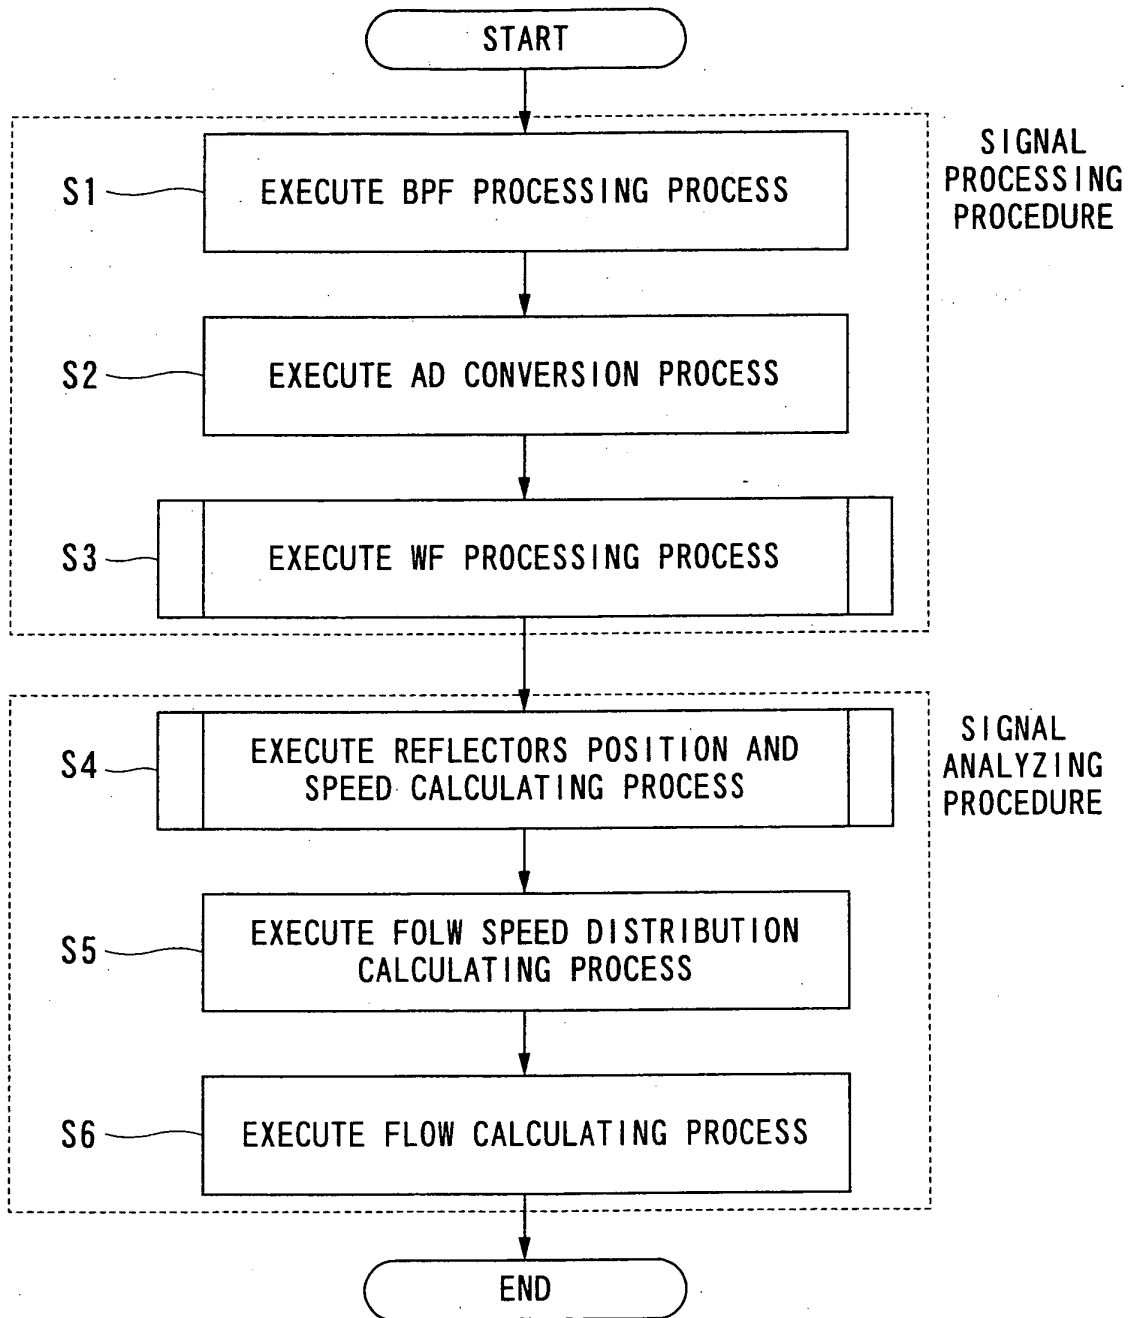 START
SIGNAL
PROCESSING
PROCEDURE
S1
EXECUTE BPF PROCESSING PROCESS
S2
EXECUTE AD CONVERSION PROCESS
S3
EXECUTE WF PROCESSING PROCESS
SIGNAL
ANALYZING
PROCEDURE
S4
EXECUTE REFLECTORS POSITION AND
SPEED CALCULATING PROCESS
S5
EXECUTE FOLW SPEED DISTRIBUTION
CALCULATING PROCESS
S6
EXECUTE FLOW CALCULATING PROCESS
END